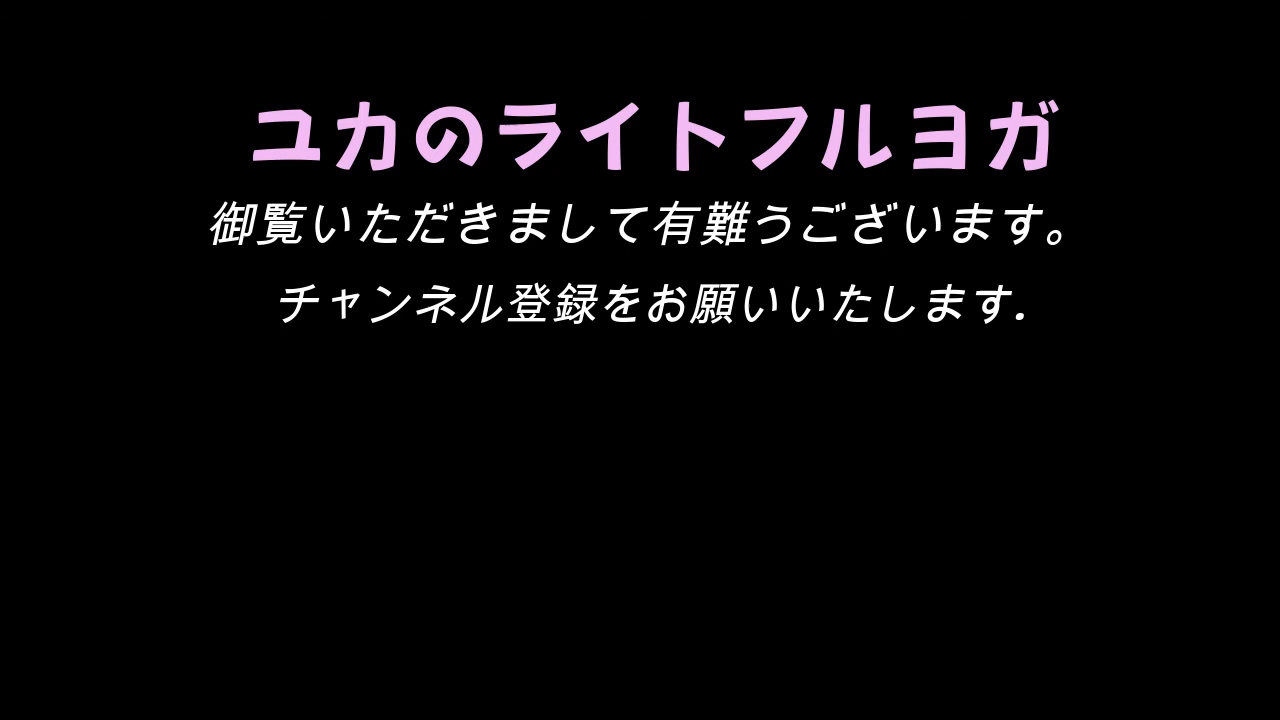 ユカのライトフルヨガ
御覧いただきまして有難うございます。
チャンネル登録をお願いいたします.